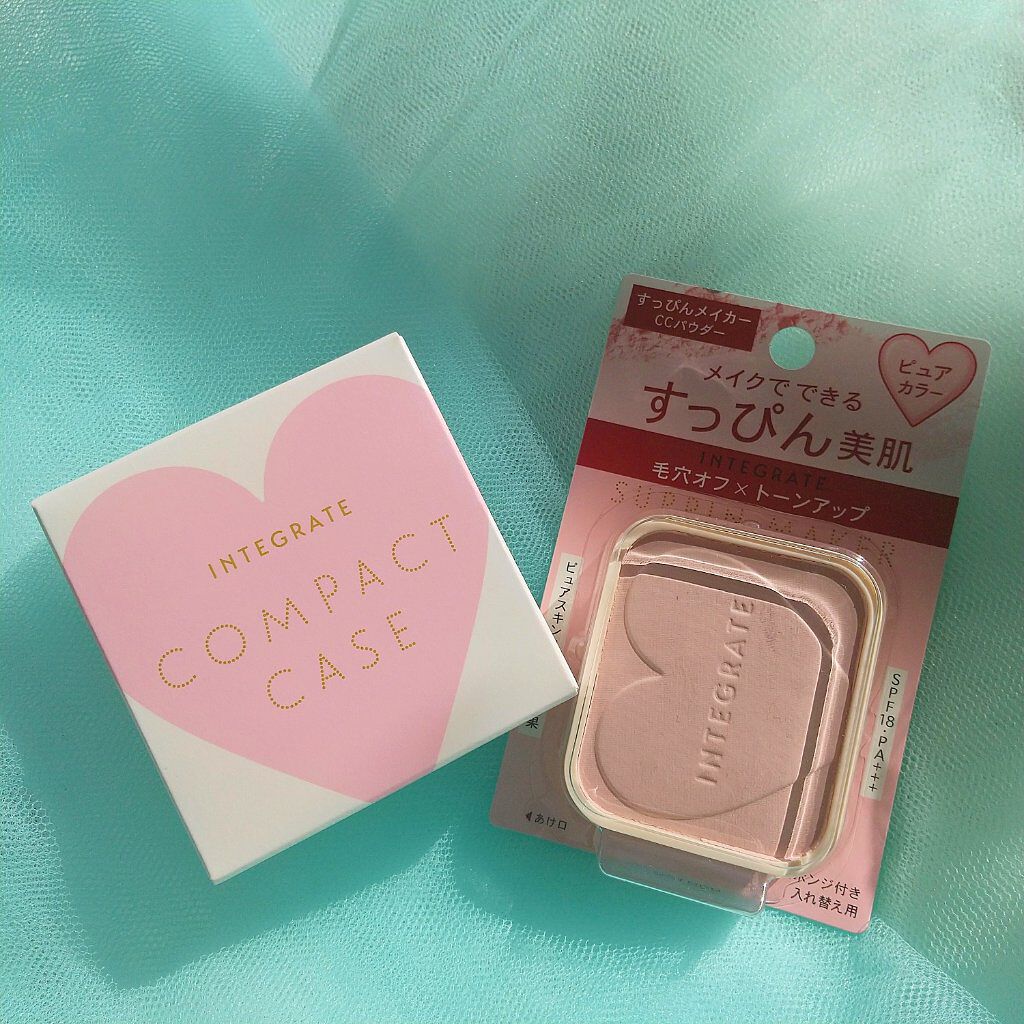 INTEGRATE
COMPACT
CASE
すっぴんメイカー
CCパウダー
ピュア
カラー
メイクで できる
すっぴん美肌
INTEGRATE
毛穴オフ×トーンアップ
SUPPIN MAKER
ピュアスキン
果
INTEGRATE
SPF18・PA+++
◀あけ口
ポンジ付き
入れ替え用